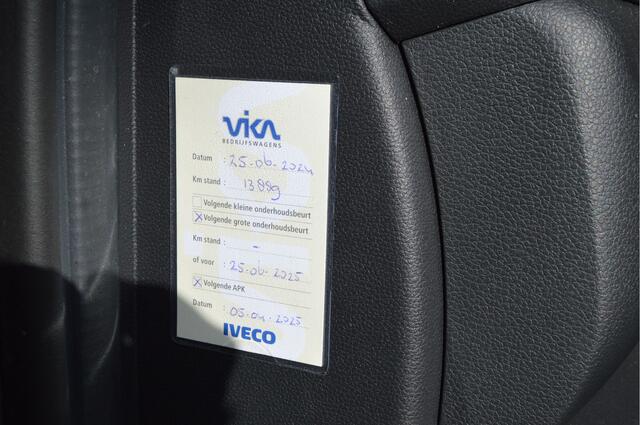 VIKA
BEDRIJFSWAGENS
Datum : 25-06-2024
Km stand : 13889
Volgende kleine onderhoudsbeurt
X Volgende grote onderhoudsbeurt
Km stand : -
of voor : 25-06-2025
X Volgende APK
Datum : 05-04-2025
IVECO